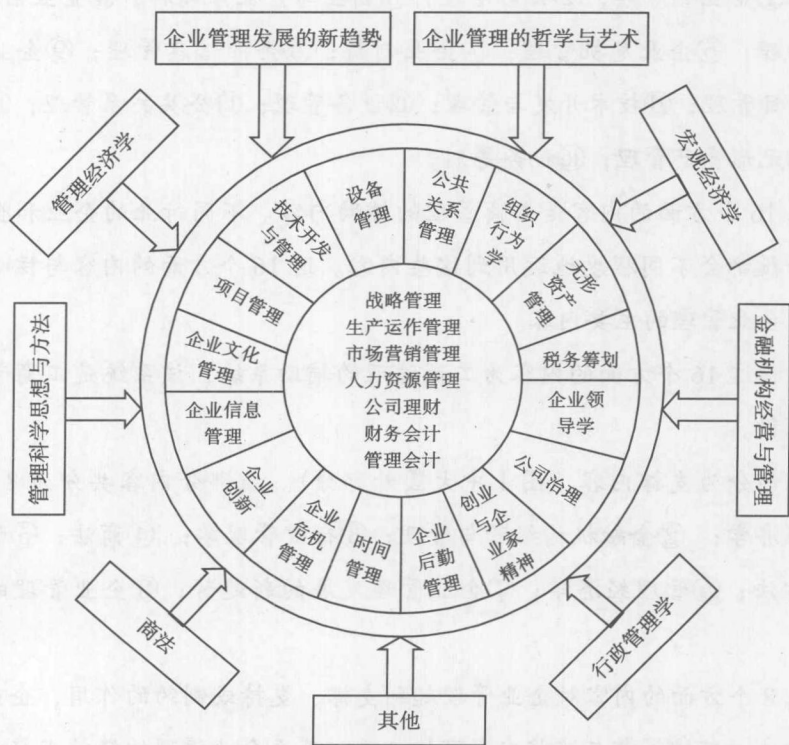 企业管理发展的新趋势
企业管理的哲学与艺术
管理经济学
宏观经济学
管理科学思想与方法
金融机构经营与管理
商法
行政管理学
其他
设备
管理
公共
关系
管理
组织
行为
学
无形
资产
管理
税务筹划
企业领
导学
公司治理
创业
与企
业家
精神
企业
后勤
管理
时间
管理
企业
危机
管理
企业
创新
企业信息
管理
企业文化
管理
项目管理
技术开发
与管理
战略管理
生产运作管理
市场营销管理
人力资源管理
公司理财
财务会计
管理会计